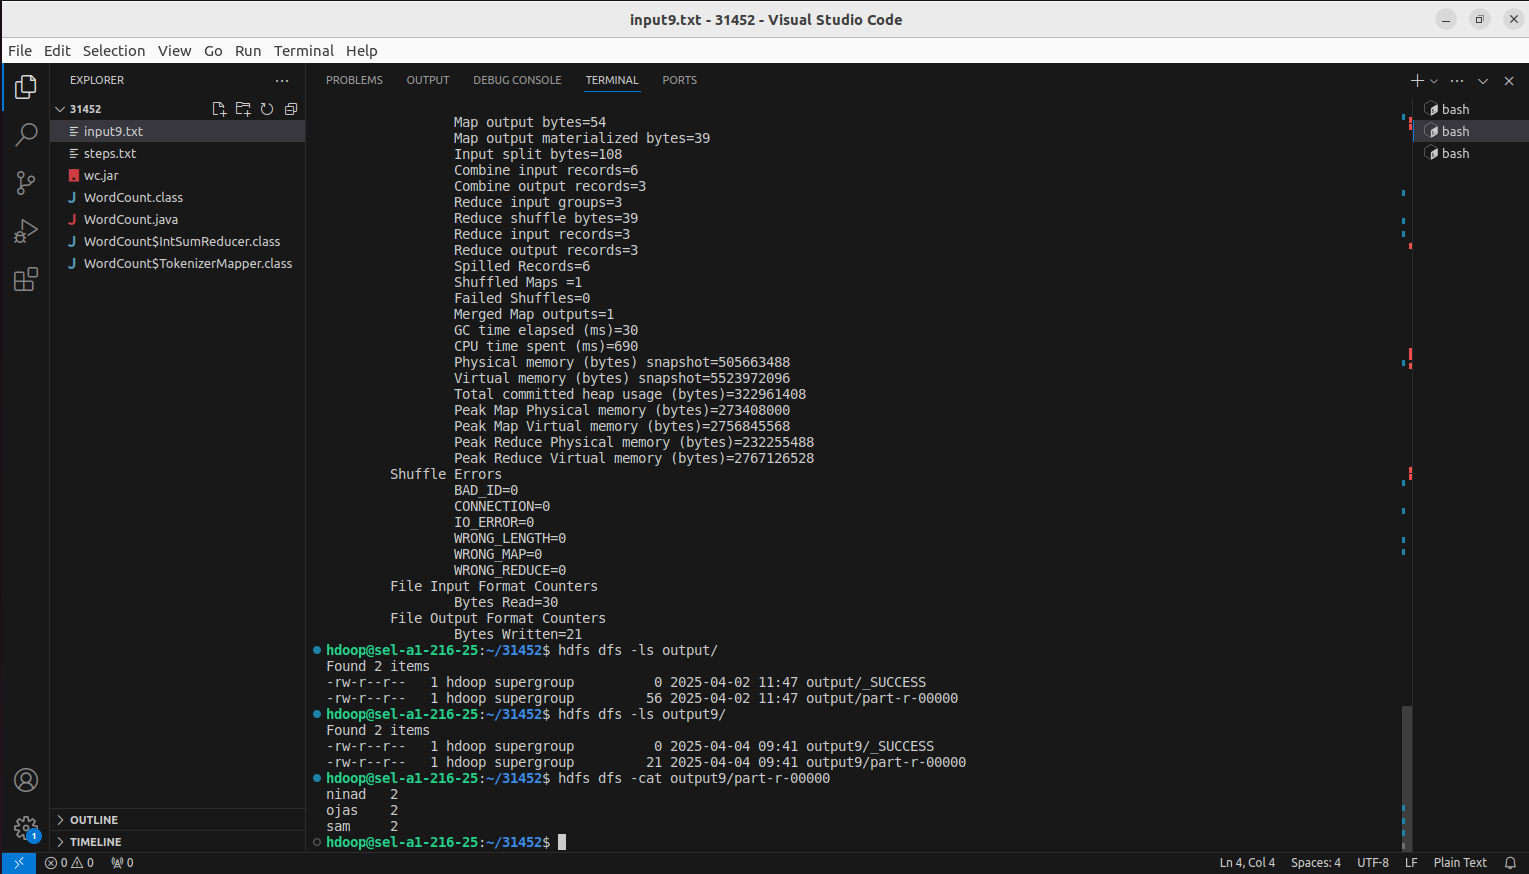 input9.txt - 31452 - Visual Studio Code
File Edit Selection View Go Run Terminal Help
EXPLORER
31452
input9.txt
steps.txt
wc.jar
WordCount.class
WordCount.java
WordCount$IntSumReducer.class
WordCount$TokenizerMapper.class
OUTLINE
TIMELINE
PROBLEMS OUTPUT DEBUG CONSOLE TERMINAL PORTS
Map output bytes=54
Map output materialized bytes=39
Input split bytes=108
Combine input records=6
Combine output records=3
Reduce input groups=3
Reduce shuffle bytes=39
Reduce input records=3
Reduce output records=3
Spilled Records=6
Shuffled Maps =1
Failed Shuffles=0
Merged Map outputs=1
GC time elapsed (ms)=30
CPU time spent (ms)=690
Physical memory (bytes) snapshot=505663488
Virtual memory (bytes) snapshot=5523972096
Total committed heap usage (bytes)=322961408
Peak Map Physical memory (bytes)=273408000
Peak Map Virtual memory (bytes)=2756845568
Peak Reduce Physical memory (bytes)=232255488
Peak Reduce Virtual memory (bytes)=2767126528
Shuffle Errors
BAD_ID=0
CONNECTION=0
IO_ERROR=0
WRONG_LENGTH=0
WRONG_MAP=0
WRONG_REDUCE=0
File Input Format Counters
Bytes Read=30
File Output Format Counters
Bytes Written=21
hdoop@sel-a1-216-25:~/31452$ hdfs dfs -ls output/
Found 2 items
-rw-r--r--   1 hdoop supergroup          0 2025-04-02 11:47 output/_SUCCESS
-rw-r--r--   1 hdoop supergroup         56 2025-04-02 11:47 output/part-r-00000
hdoop@sel-a1-216-25:~/31452$ hdfs dfs -ls output9/
Found 2 items
-rw-r--r--   1 hdoop supergroup          0 2025-04-04 09:41 output9/_SUCCESS
-rw-r--r--   1 hdoop supergroup         21 2025-04-04 09:41 output9/part-r-00000
hdoop@sel-a1-216-25:~/31452$ hdfs dfs -cat output9/part-r-00000
ninad   2
ojas    2
sam     2
hdoop@sel-a1-216-25:~/31452$
bash
bash
bash
1
0 0 0
Ln 4, Col 4 Spaces: 4 UTF-8 LF Plain Text